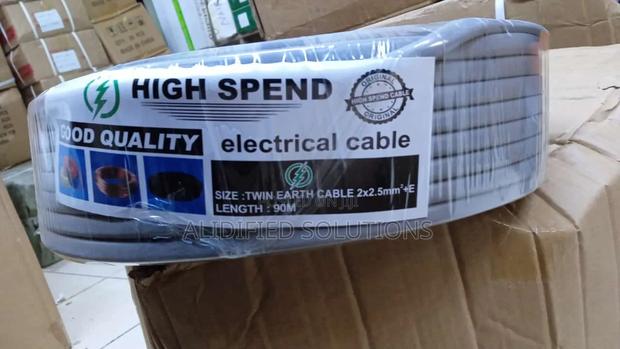 HIGH SPEND
ORIGINAL
HIGH SPEND CABLE
ORIGINAL
GOOD QUALITY
electrical cable
SIZE :TWIN EARTH CABLE 2x2.5mm²+E
LENGTH : 90M
ALIDIFIED SOLUTIONS